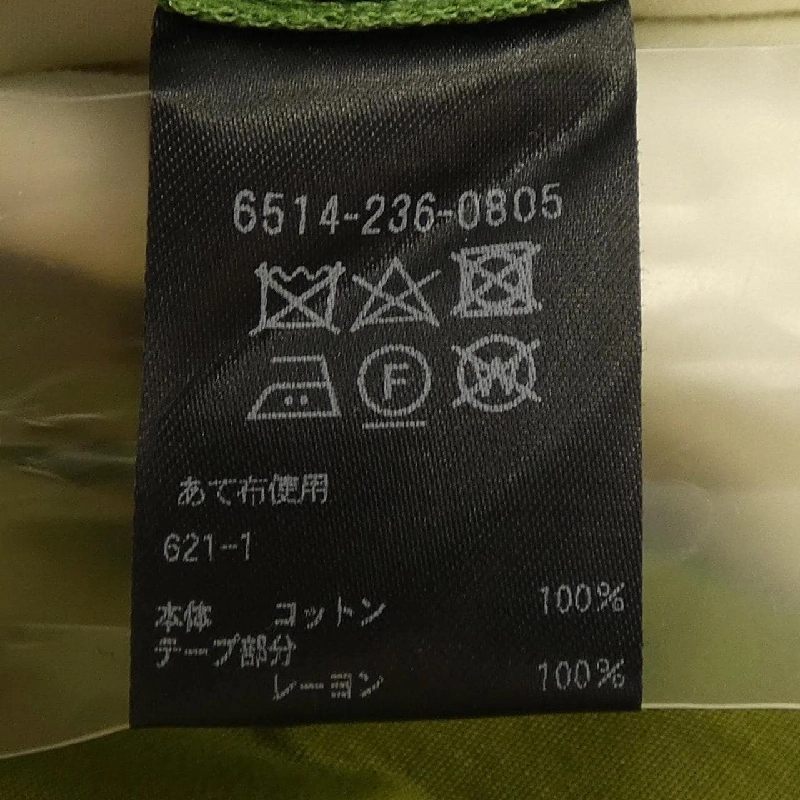 6514-236-0805
F W
あて布使用
621-1
本体 コットン 100%
テープ部分
レーヨン 100%